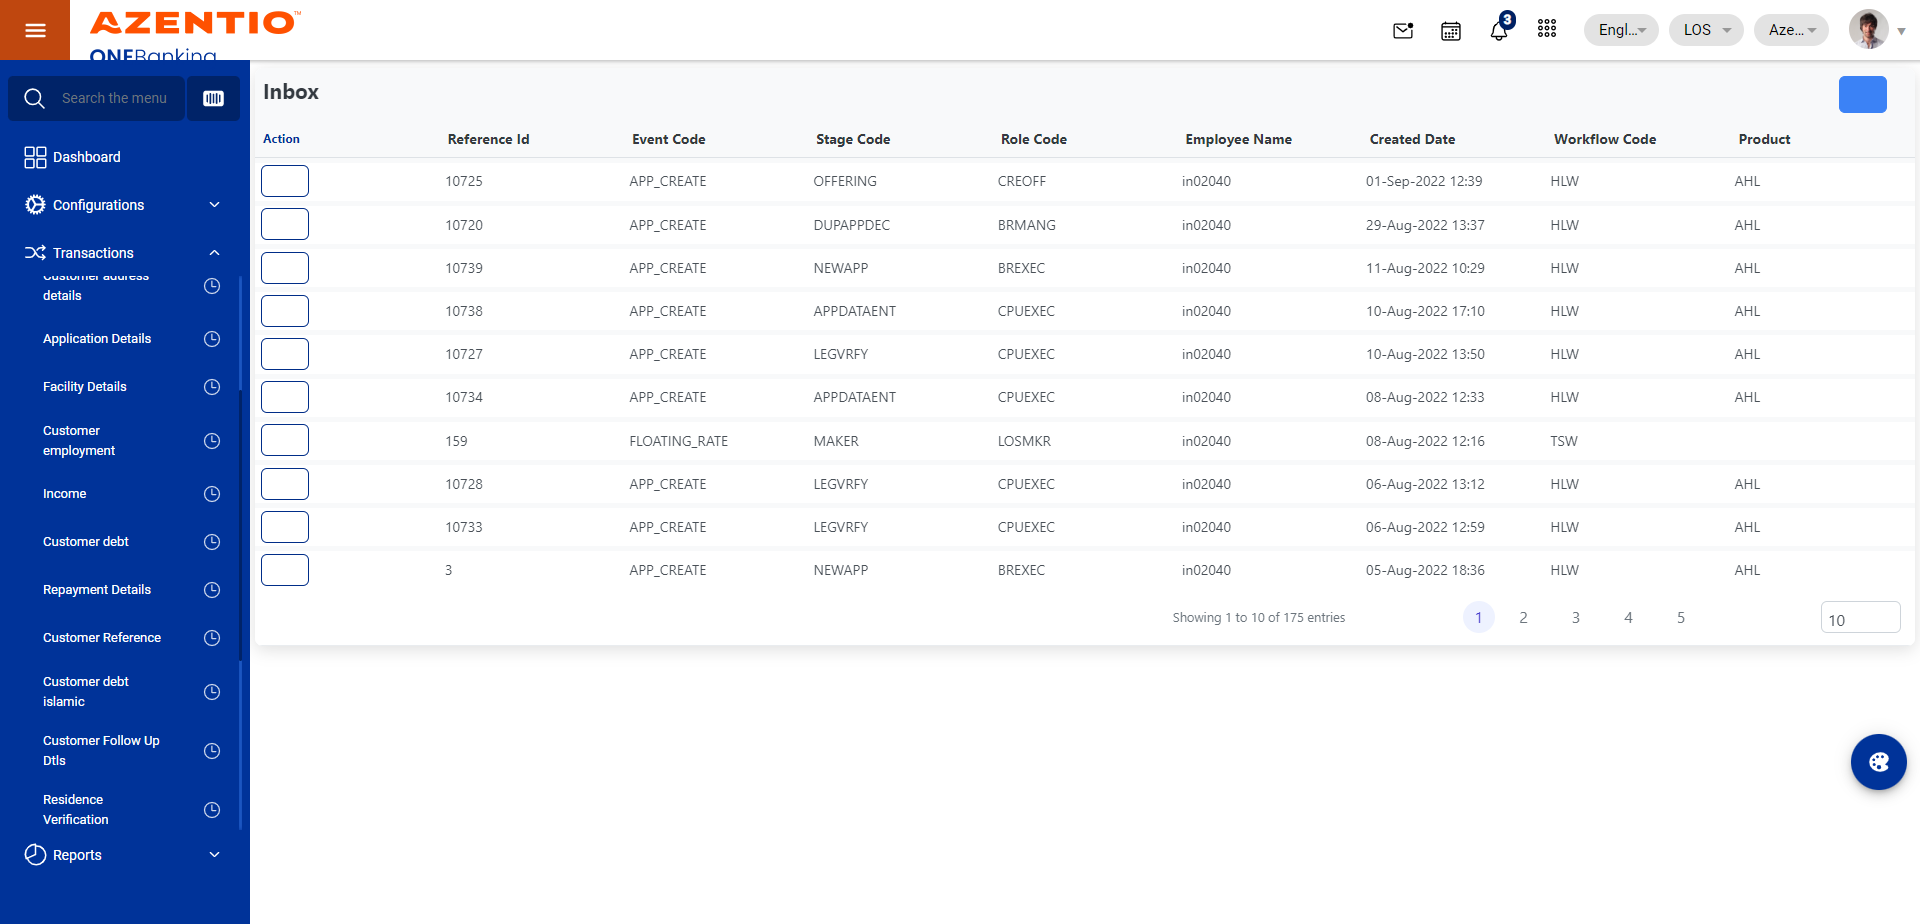 AZENTIO™
ONEBanking
3
Engl...
LOS
Aze...
Search the menu
Dashboard
Configurations
Transactions
Customer address
details
Application Details
Facility Details
Customer
employment
Income
Customer debt
Repayment Details
Customer Reference
Customer debt
islamic
Customer Follow Up
Dtls
Residence
Verification
Reports
Inbox
Action Reference Id Event Code Stage Code Role Code Employee Name Created Date Workflow Code Product
10725 APP_CREATE OFFERING CREOFF in02040 01-Sep-2022 12:39 HLW AHL
10720 APP_CREATE DUPAPPDEC BRMANG in02040 29-Aug-2022 13:37 HLW AHL
10739 APP_CREATE NEWAPP BREXEC in02040 11-Aug-2022 10:29 HLW AHL
10738 APP_CREATE APPDATAENT CPUEXEC in02040 10-Aug-2022 17:10 HLW AHL
10727 APP_CREATE LEGVRFY CPUEXEC in02040 10-Aug-2022 13:50 HLW AHL
10734 APP_CREATE APPDATAENT CPUEXEC in02040 08-Aug-2022 12:33 HLW AHL
159 FLOATING_RATE MAKER LOSMKR in02040 08-Aug-2022 12:16 TSW
10728 APP_CREATE LEGVRFY CPUEXEC in02040 06-Aug-2022 13:12 HLW AHL
10733 APP_CREATE LEGVRFY CPUEXEC in02040 06-Aug-2022 12:59 HLW AHL
3 APP_CREATE NEWAPP BREXEC in02040 05-Aug-2022 18:36 HLW AHL
Showing 1 to 10 of 175 entries 1 2 3 4 5 10